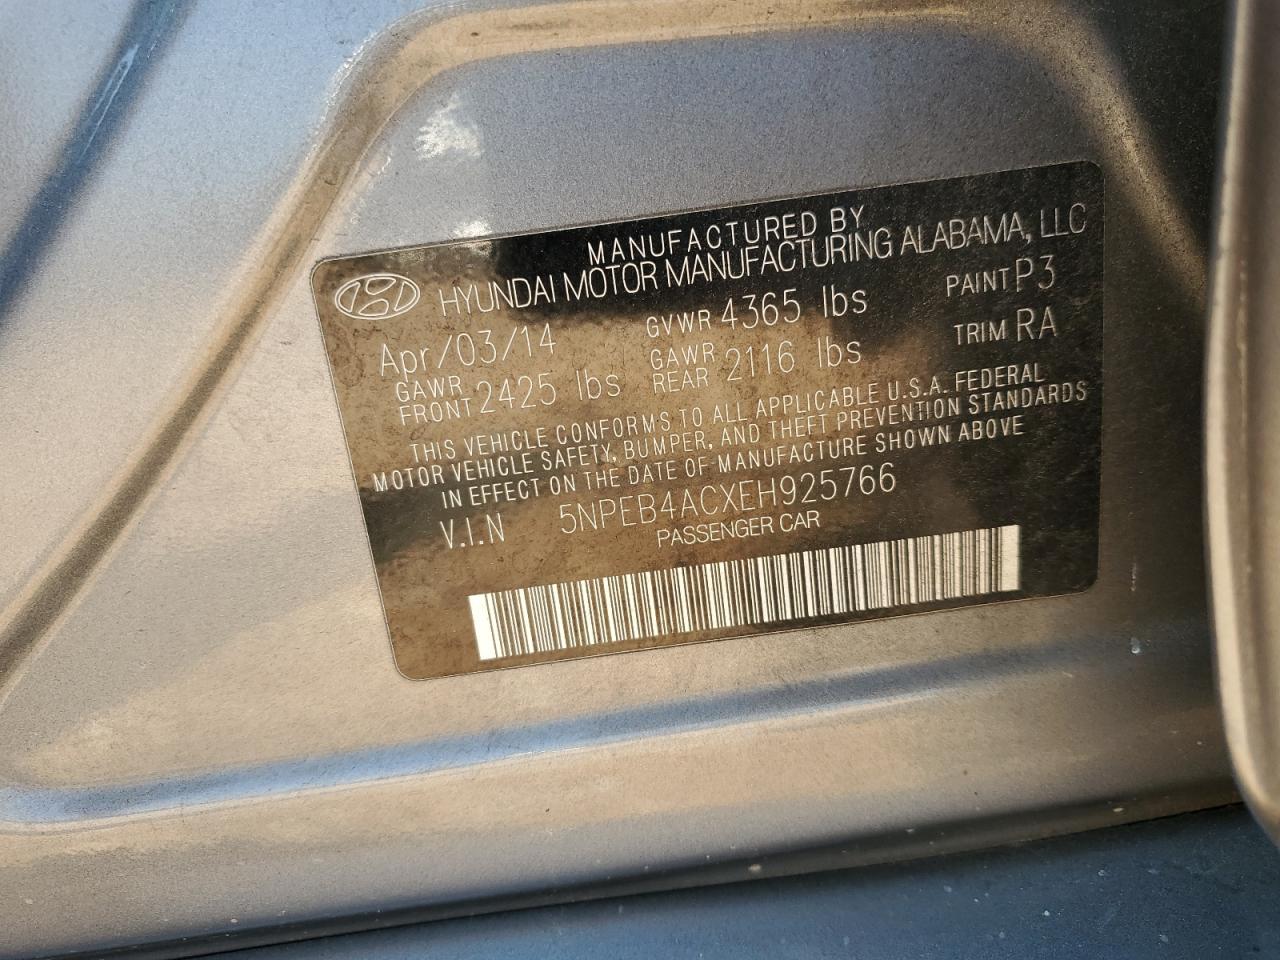 MANUFACTURED BY
HYUNDAI MOTOR MANUFACTURING ALABAMA, LLC
Apr/03/14 GVWR 4365 lbs PAINT P3
GAWR FRONT 2425 lbs GAWR REAR 2116 lbs TRIM RA
THIS VEHICLE CONFORMS TO ALL APPLICABLE U.S.A. FEDERAL
MOTOR VEHICLE SAFETY, BUMPER, AND THEFT PREVENTION STANDARDS
IN EFFECT ON THE DATE OF MANUFACTURE SHOWN ABOVE
V.I.N 5NPEB4ACXEH925766
PASSENGER CAR